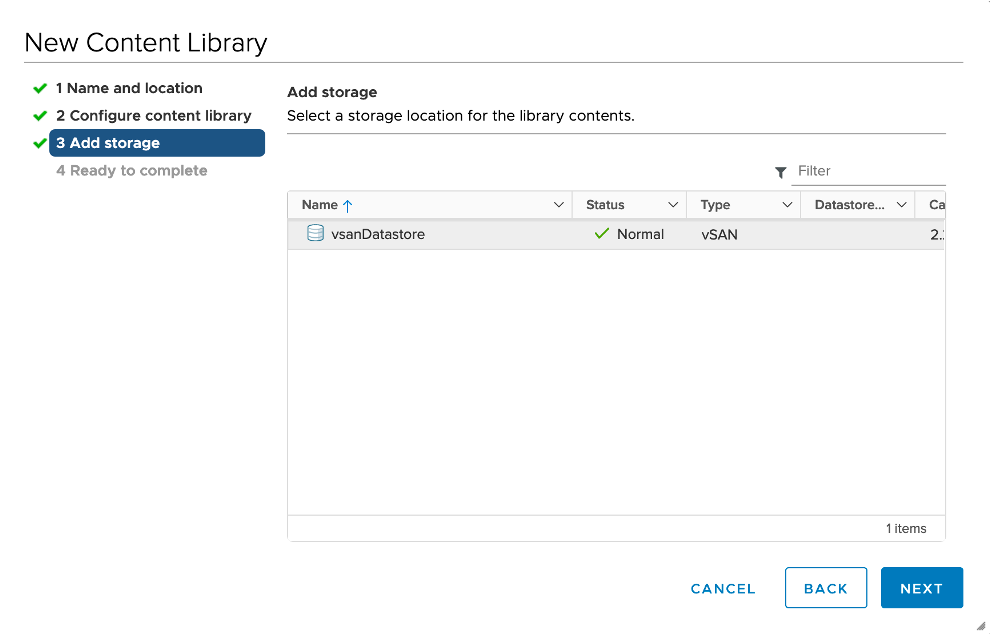 New Content Library
1 Name and location
2 Configure content library
3 Add storage
4 Ready to complete
Add storage
Select a storage location for the library contents.
Filter
Name Status Type Datastore... Ca
vsanDatastore Normal vSAN 2.
1 items
CANCEL BACK NEXT